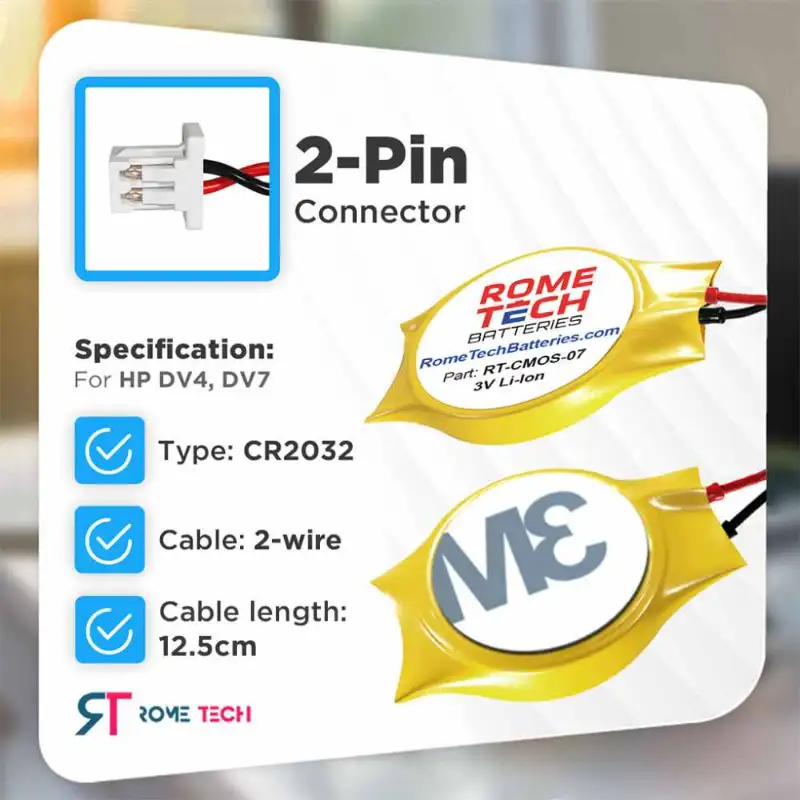 2-Pin
Connector
ROME
TECH
BATTERIES
RomeTechBatteries.com
Part: RT-CMOS-07
3V Li-Ion
Specification:
For HP DV4, DV7
Type: CR2032
Cable: 2-wire
Cable length:
12.5cm
3M
RT ROME TECH